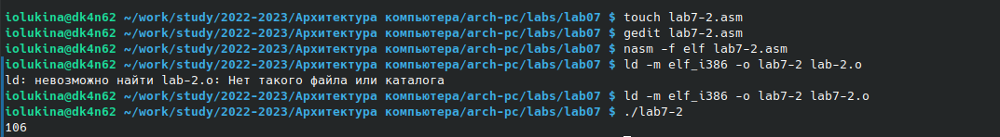 iolukina@dk4n62 ~/work/study/2022-2023/Архитектура компьютера/arch-pc/labs/lab07 $ touch lab7-2.asm
iolukina@dk4n62 ~/work/study/2022-2023/Архитектура компьютера/arch-pc/labs/lab07 $ gedit lab7-2.asm
iolukina@dk4n62 ~/work/study/2022-2023/Архитектура компьютера/arch-pc/labs/lab07 $ nasm -f elf lab7-2.asm
iolukina@dk4n62 ~/work/study/2022-2023/Архитектура компьютера/arch-pc/labs/lab07 $ ld -m elf_i386 -o lab7-2 lab-2.o
ld: невозможно найти lab-2.o: Нет такого файла или каталога
iolukina@dk4n62 ~/work/study/2022-2023/Архитектура компьютера/arch-pc/labs/lab07 $ ld -m elf_i386 -o lab7-2 lab7-2.o
iolukina@dk4n62 ~/work/study/2022-2023/Архитектура компьютера/arch-pc/labs/lab07 $ ./lab7-2
106